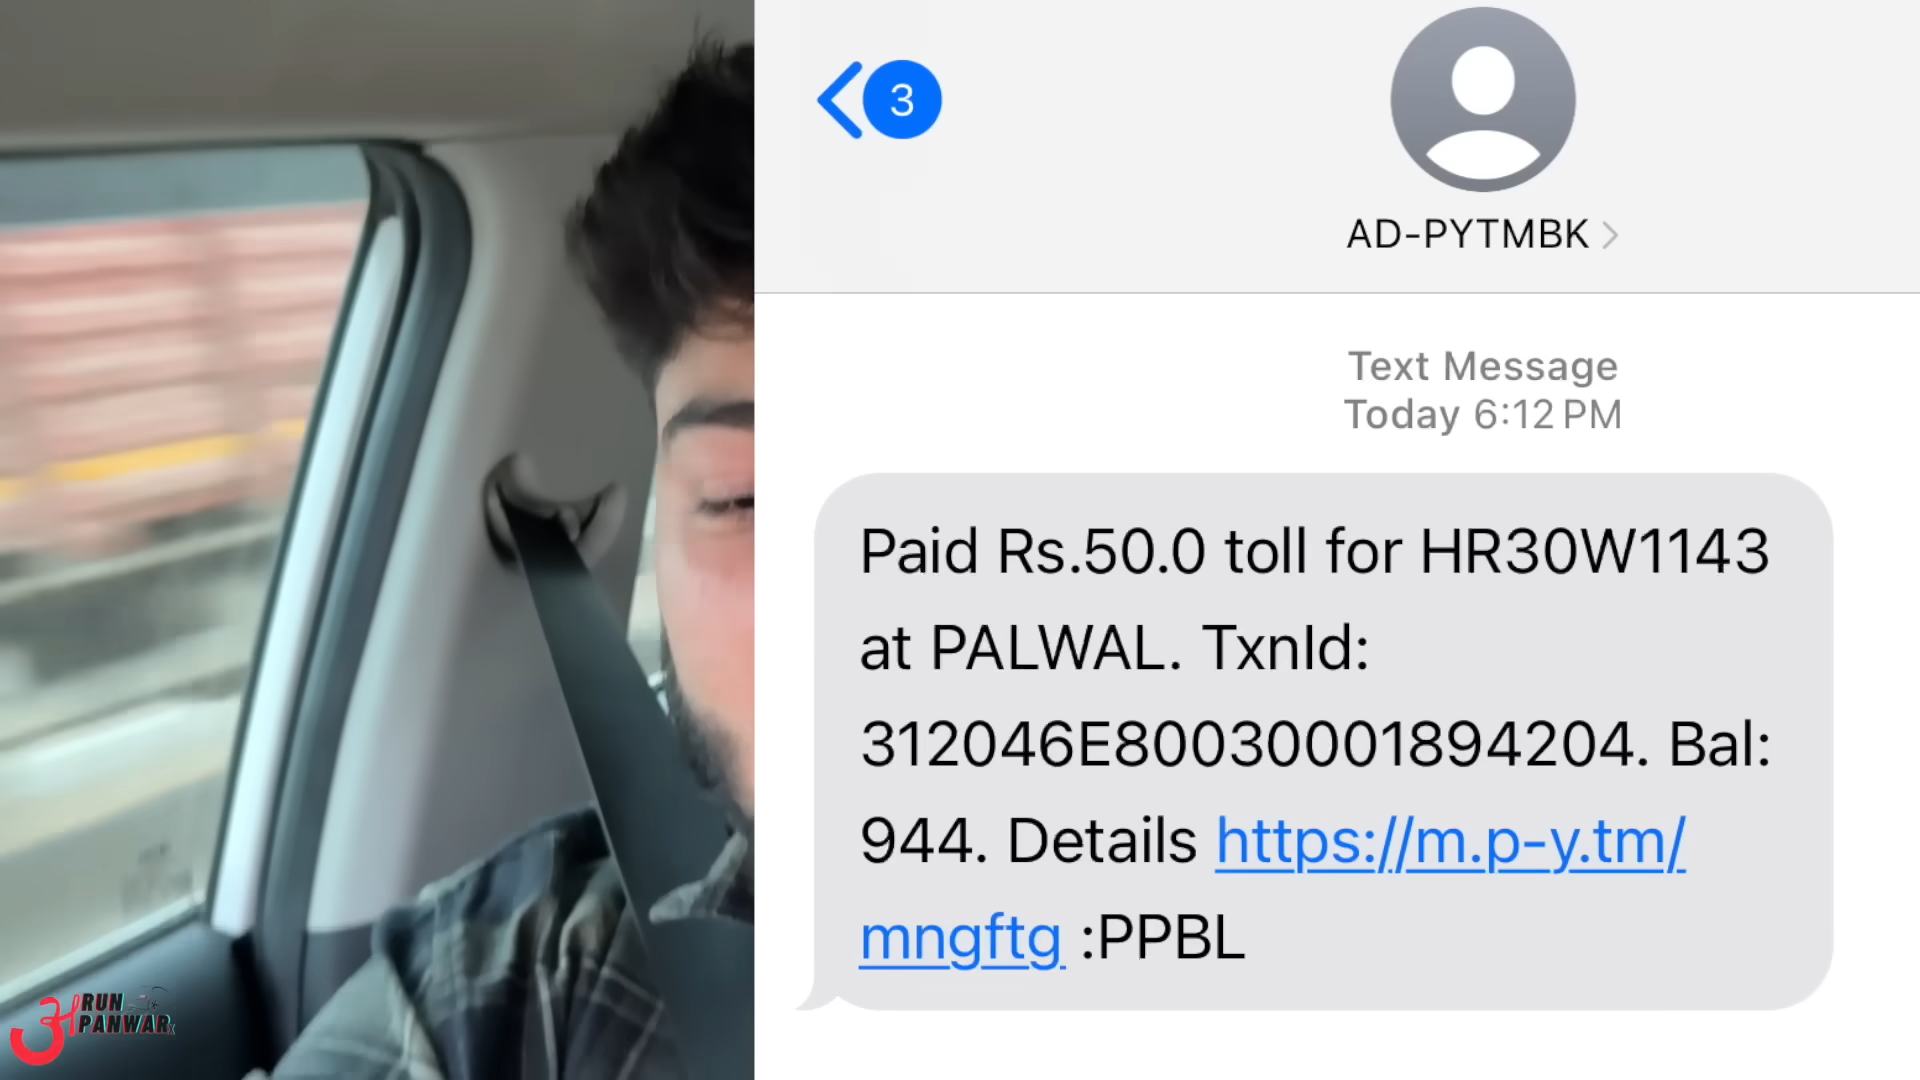 3
AD-PYTMBK
Text Message
Today 6:12 PM
Paid Rs.50.0 toll for HR30W1143
at PALWAL. TxnId:
312046E80030001894204. Bal:
944. Details https://m.p-y.tm/
mngftg :PPBL
अRUN
PANWAR